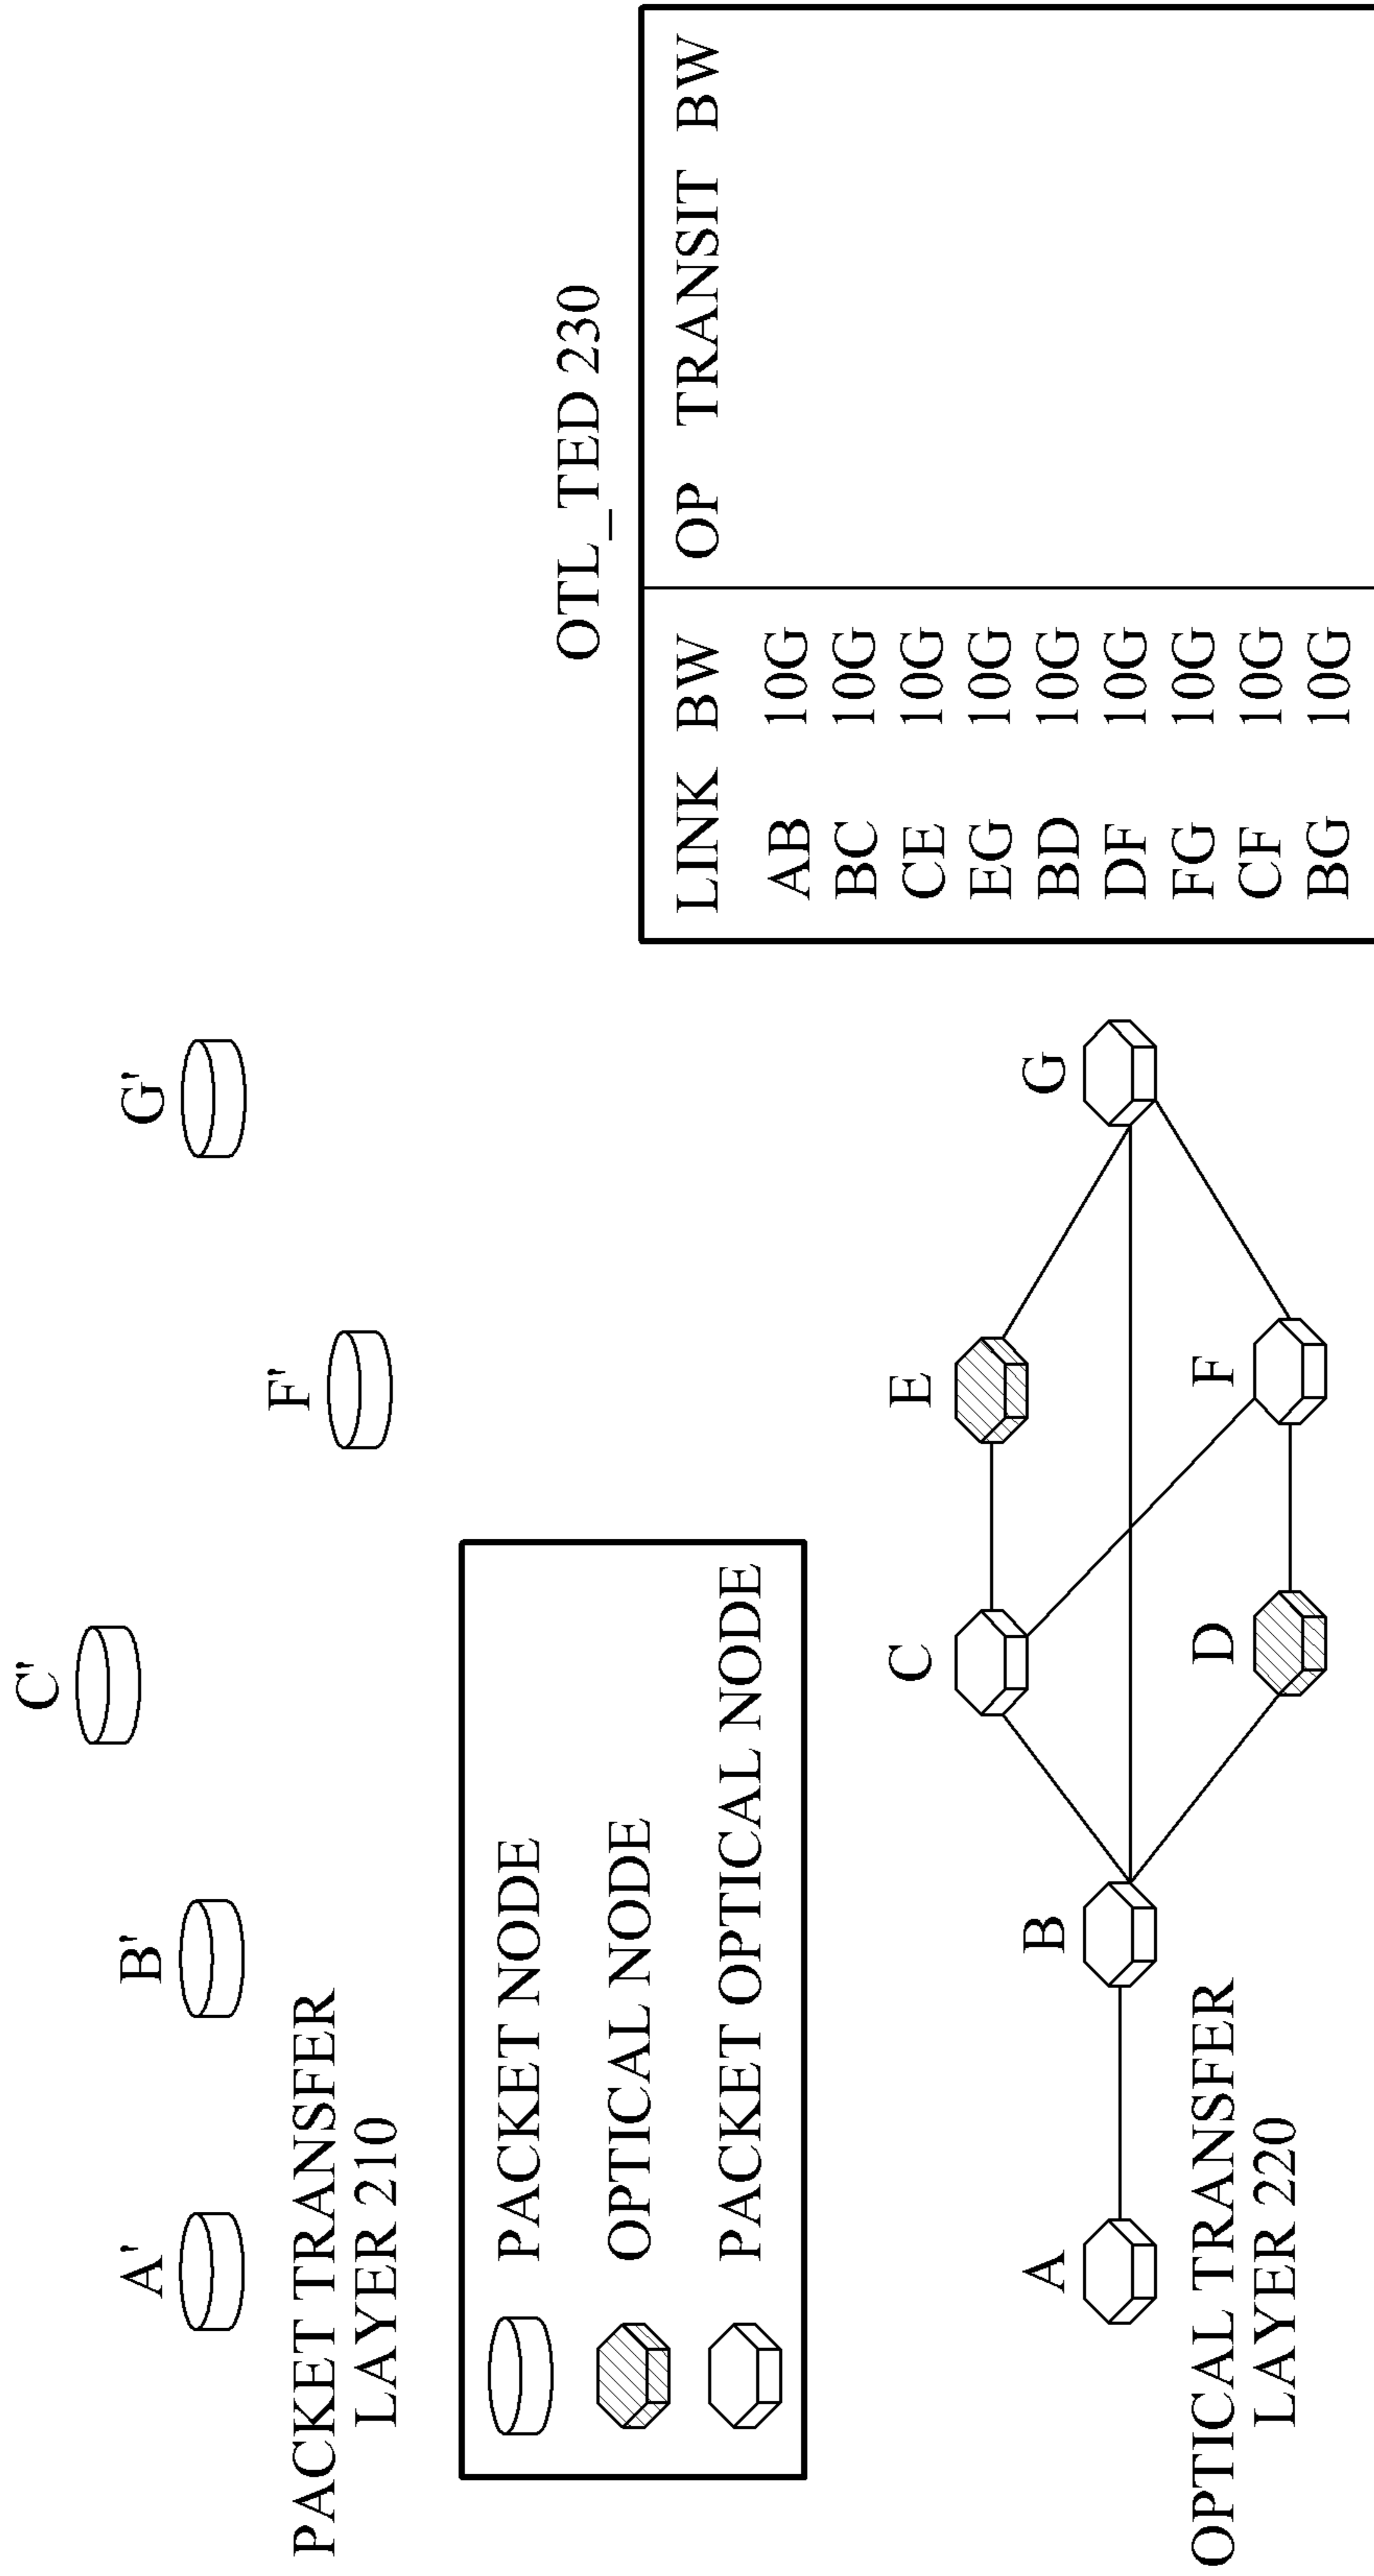 C'
A'
B'
G'
F'
PACKET TRANSFER
LAYER 210
PACKET NODE
OPTICAL NODE
PACKET OPTICAL NODE
OTL_TED 230
LINK BW OP TRANSIT BW
AB 10G
BC 10G
CE 10G
EG 10G
BD 10G
DF 10G
FG 10G
CF 10G
BG 10G
C
E
A
B
G
D
F
OPTICAL TRANSFER
LAYER 220